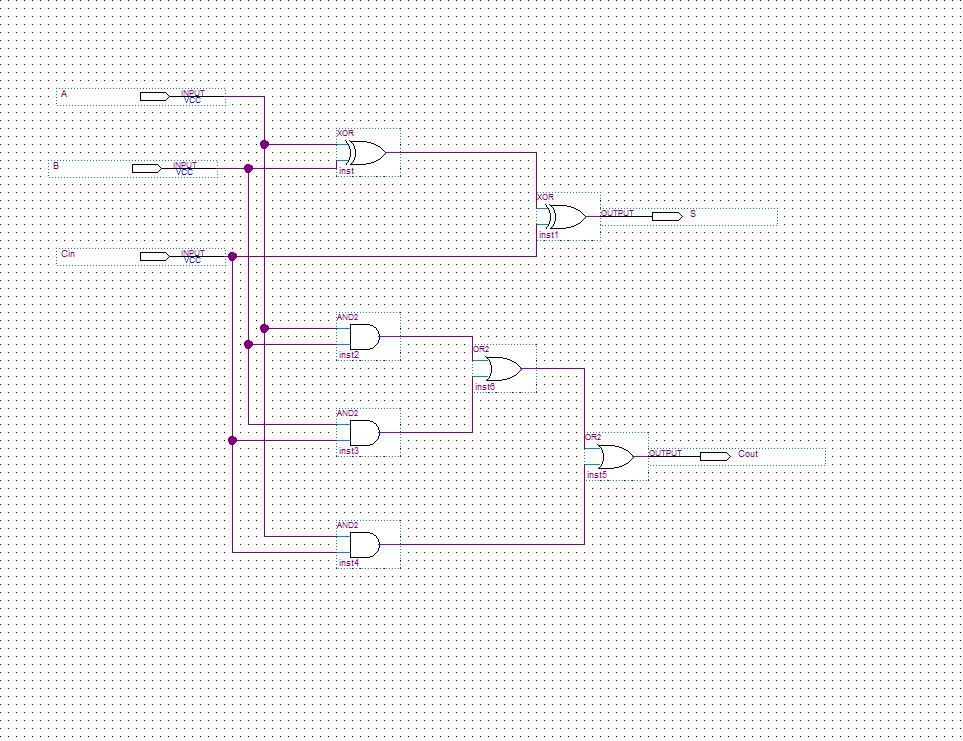 A
INPUT
VCC
XOR
inst
B
INPUT
VCC
XOR
inst1
OUTPUT
S
Cin
INPUT
VCC
AND2
inst2
OR2
inst6
AND2
inst3
OR2
inst5
OUTPUT
Cout
AND2
inst4